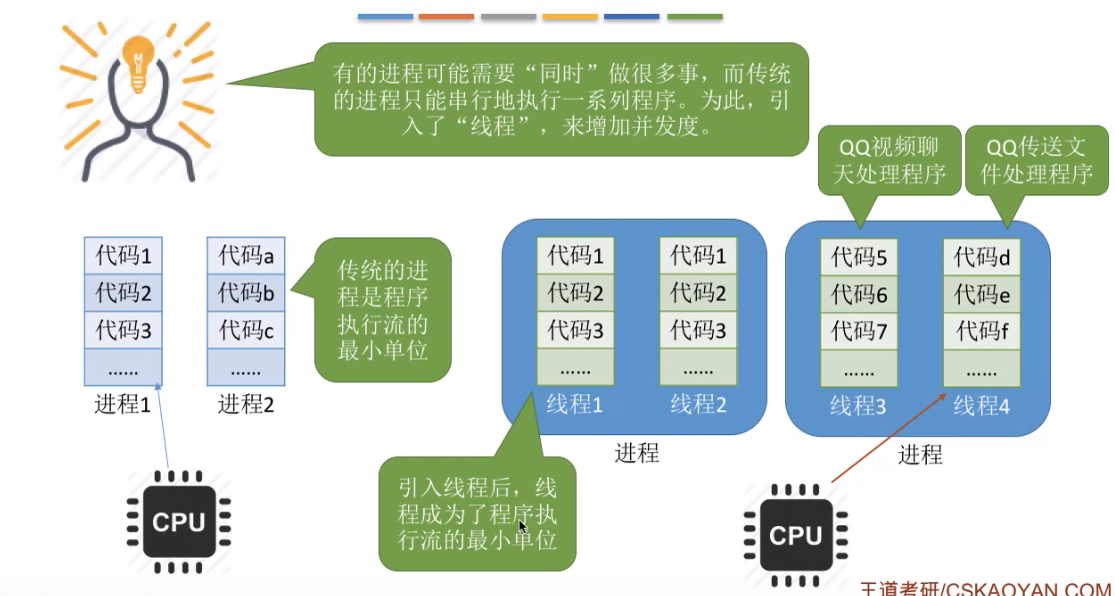 有的进程可能需要“同时”做很多事，而传统
的进程只能串行地执行一系列程序。为此，引
入了“线程”，来增加并发度。
QQ视频聊
天处理程序
QQ传送文
件处理程序
代码1
代码2
代码3
……
进程1
代码a
代码b
代码c
……
进程2
传统的进
程是程序
执行流的
最小单位
代码1
代码2
代码3
……
线程1
代码1
代码2
代码3
……
线程2
进程
代码5
代码6
代码7
……
线程3
代码d
代码e
代码f
……
线程4
进程
引入线程后，线
程成为了程序执
行流的最小单位
CPU
CPU
王道考研/CSKAOYAN.COM